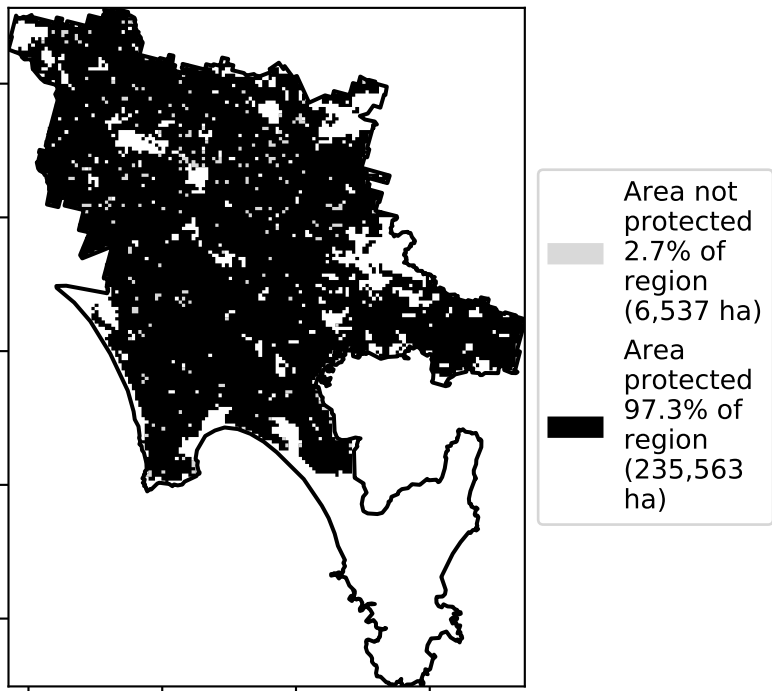 Area not
protected
2.7% of
region
(6,537 ha)
Area
protected
97.3% of
region
(235,563
ha)